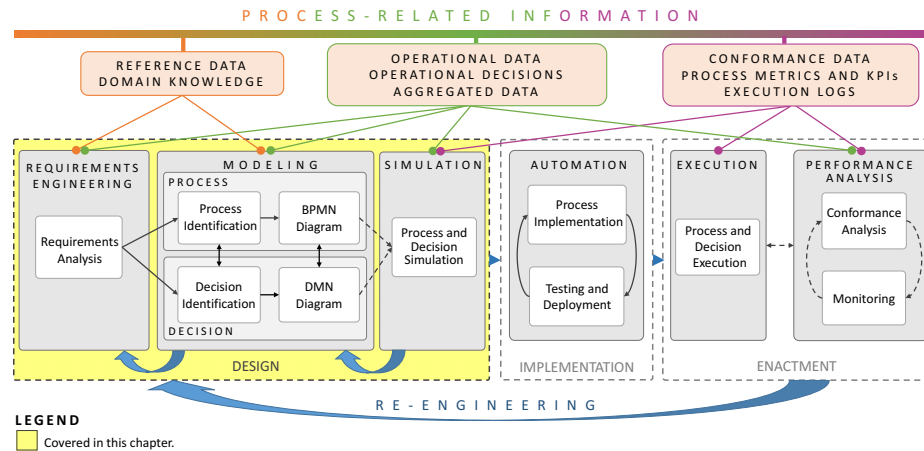 PROCESS-RELATED INFORMATION
REFERENCE DATA
DOMAIN KNOWLEDGE
OPERATIONAL DATA
OPERATIONAL DECISIONS
AGGREGATED DATA
CONFORMANCE DATA
PROCESS METRICS AND KPIs
EXECUTION LOGS
REQUIREMENTS
ENGINEERING
Requirements
Analysis
MODELING
PROCESS
Process
Identification
BPMN
Diagram
Decision
Identification
DMN
Diagram
DECISION
SIMULATION
Process and
Decision
Simulation
DESIGN
AUTOMATION
Process
Implementation
Testing and
Deployment
IMPLEMENTATION
EXECUTION
Process and
Decision
Execution
PERFORMANCE
ANALYSIS
Conformance
Analysis
Monitoring
ENACTMENT
RE-ENGINEERING
LEGEND
Covered in this chapter.